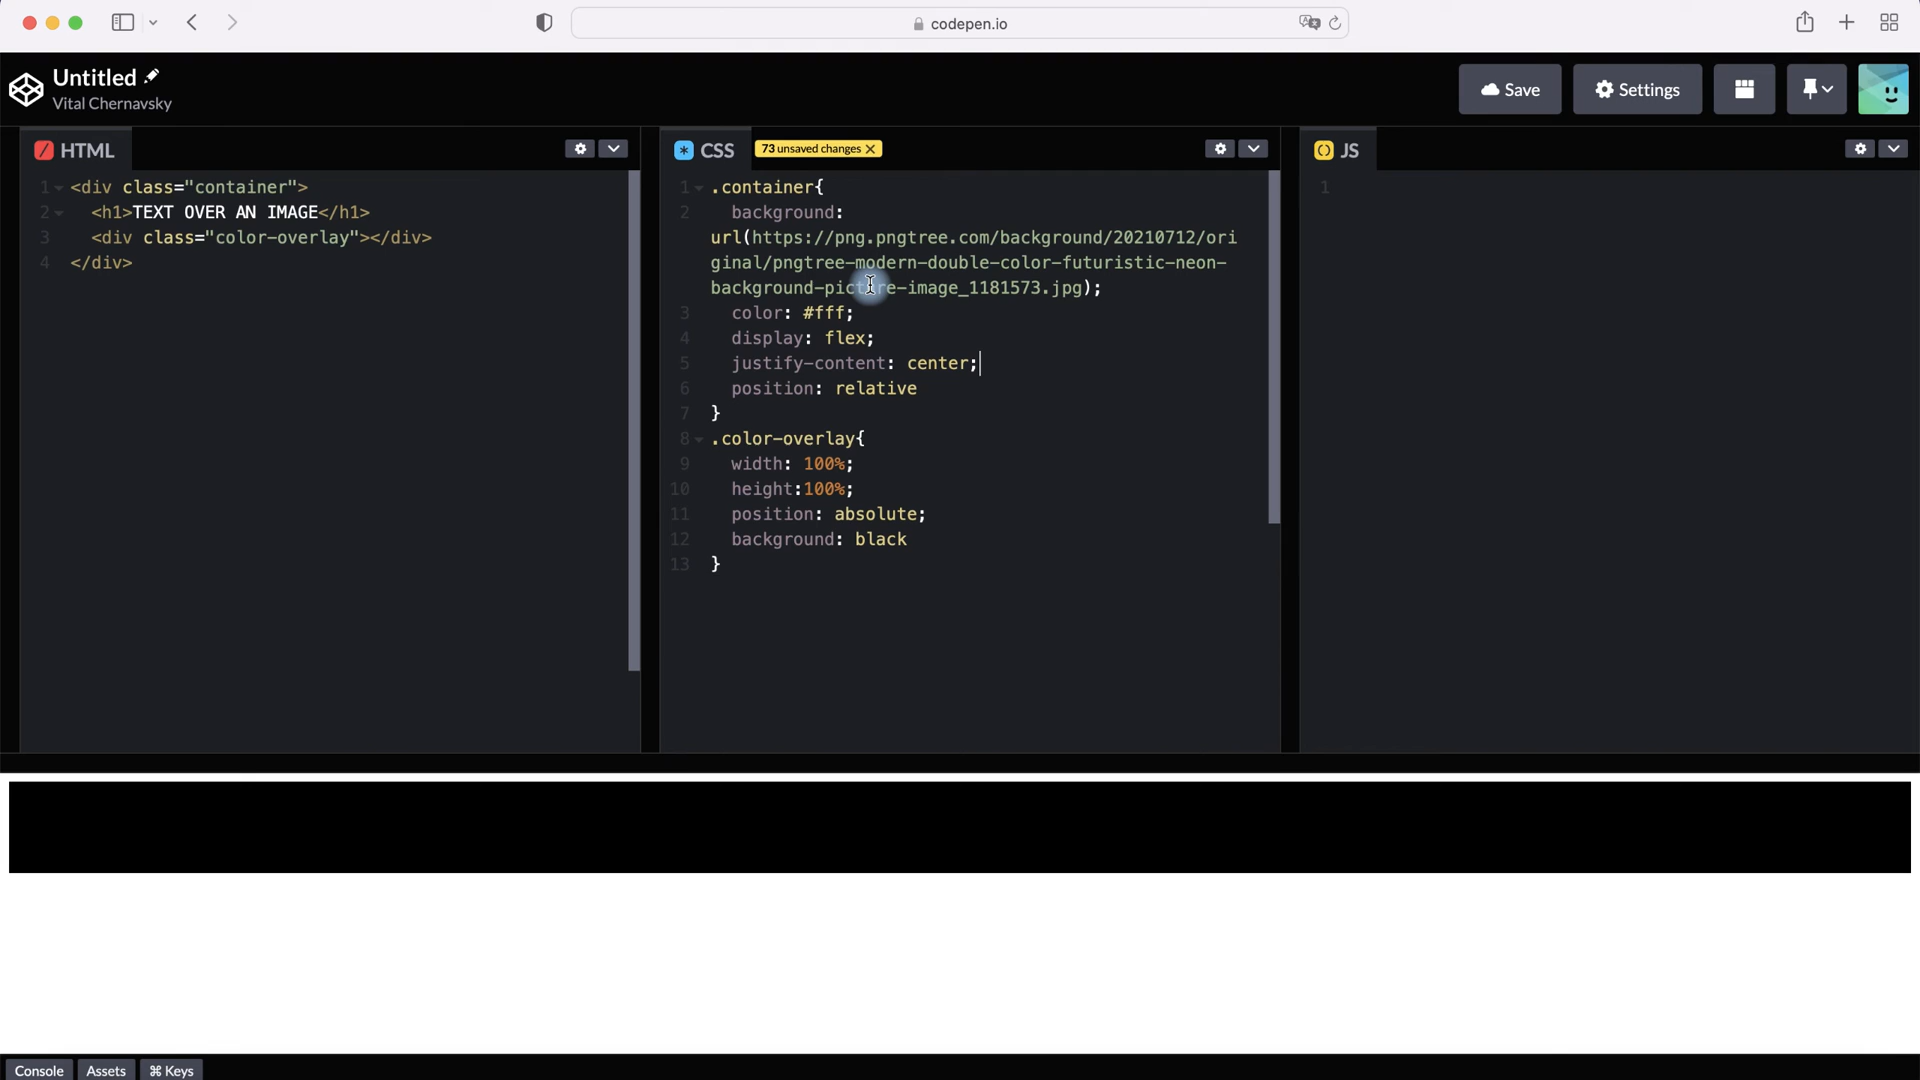 codepen.io
Untitled
Vital Chernavsky
Save
Settings
HTML
1 <div class="container">
2 <h1>TEXT OVER AN IMAGE</h1>
3 <div class="color-overlay"></div>
4 </div>
CSS
73 unsaved changes
1 .container{
2 background:
url(https://png.pngtree.com/background/20210712/ori
ginal/pngtree-modern-double-color-futuristic-neon-
background-picture-image_1181573.jpg);
3 color: #fff;
4 display: flex;
5 justify-content: center;
6 position: relative
7 }
8 .color-overlay{
9 width: 100%;
10 height:100%;
11 position: absolute;
12 background: black
13 }
JS
1
Console
Assets
⌘ Keys